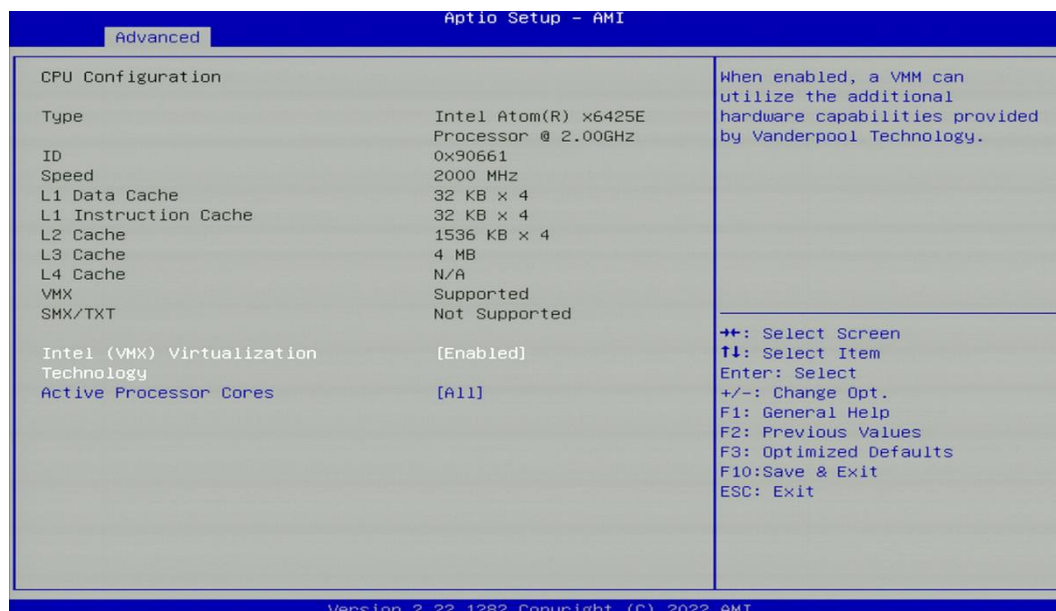 Aptio Setup – AMI
Advanced
CPU Configuration
Type Intel Atom(R) x6425E
Processor @ 2.00GHz
ID 0x90661
Speed 2000 MHz
L1 Data Cache 32 KB x 4
L1 Instruction Cache 32 KB x 4
L2 Cache 1536 KB x 4
L3 Cache 4 MB
L4 Cache N/A
VMX Supported
SMX/TXT Not Supported
Intel (VMX) Virtualization [Enabled]
Technology
Active Processor Cores [All]
When enabled, a VMM can
utilize the additional
hardware capabilities provided
by Vanderpool Technology.
→←: Select Screen
↑↓: Select Item
Enter: Select
+/-: Change Opt.
F1: General Help
F2: Previous Values
F3: Optimized Defaults
F10:Save & Exit
ESC: Exit
Version 2.22.1282 Copyright (C) 2022 AMI